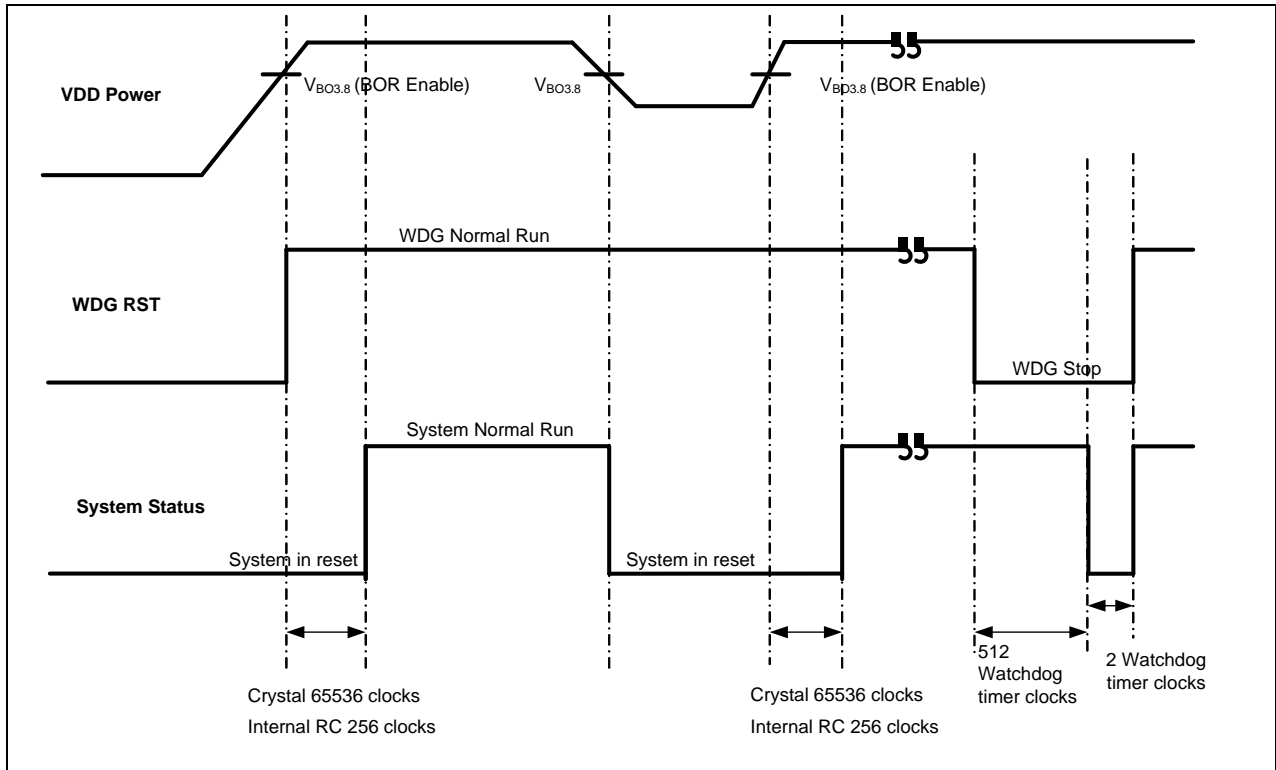 VDD Power
VBO3.8 (BOR Enable)
VBO3.8
VBO3.8 (BOR Enable)
WDG Normal Run
WDG RST
WDG Stop
System Normal Run
System Status
System in reset
System in reset
Crystal 65536 clocks
Internal RC 256 clocks
Crystal 65536 clocks
Internal RC 256 clocks
512
Watchdog
timer clocks
2 Watchdog
timer clocks